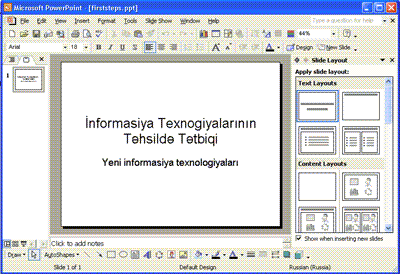 Microsoft PowerPoint - [firststeps.ppt]
File Edit View Insert Format Tools Slide Show Window Help Type a question for help
44%
Arial 18 Design New Slide
1
İnformasiya Texnogiyalarının
Təhsildə Tətbiqi
Yeni informasiya texnologiyaları
Slide Layout
Apply slide layout:
Text Layouts
Content Layouts
Show when inserting new slides
Click to add notes
Draw AutoShapes
Slide 1 of 1 Default Design Russian (Russia)